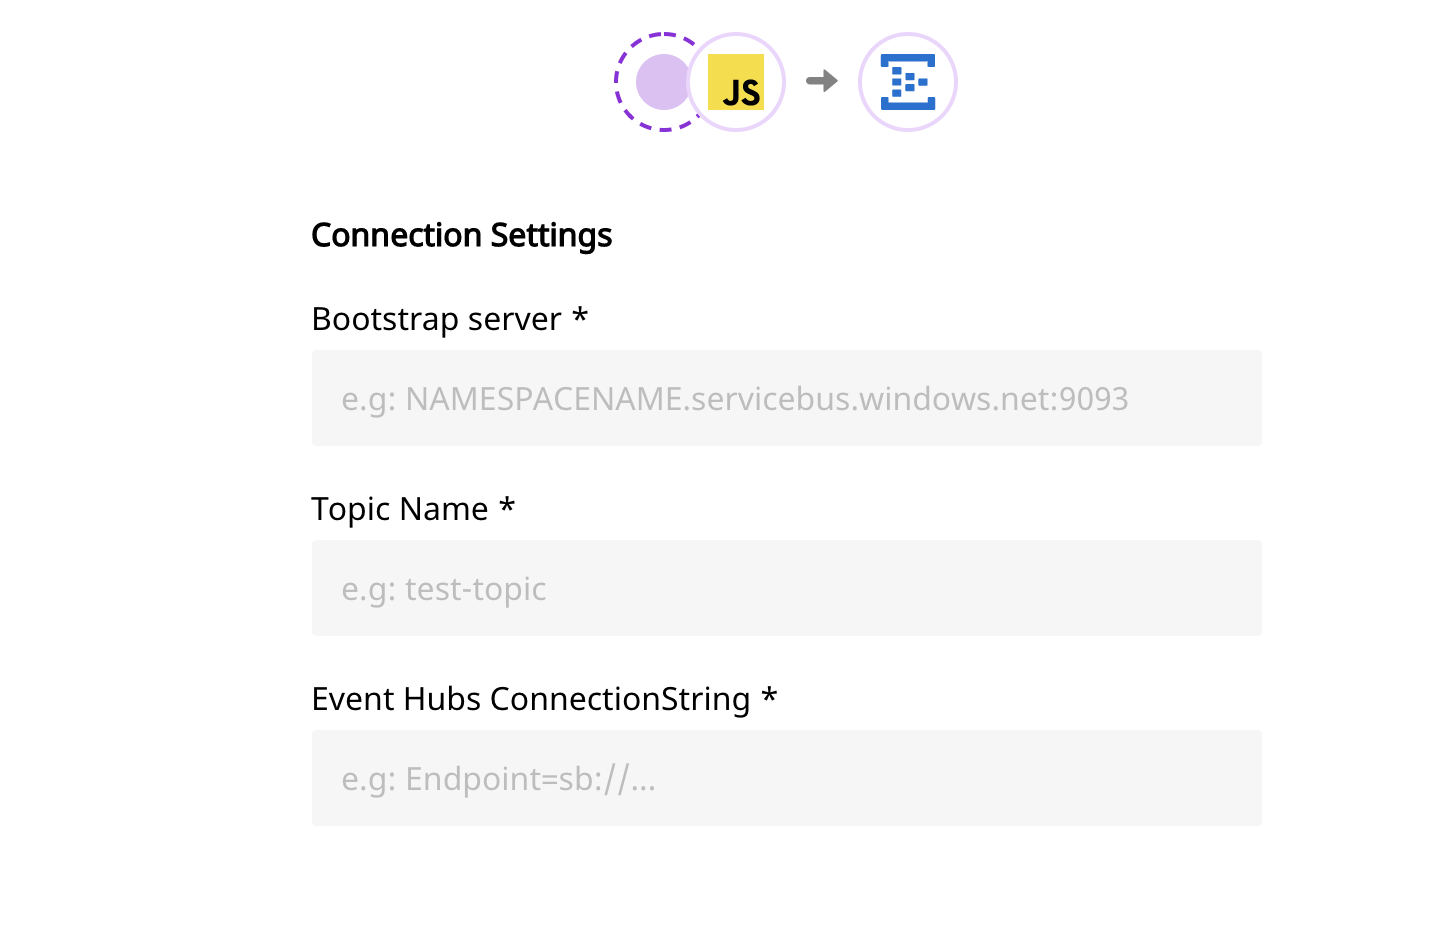 JS
Connection Settings
Bootstrap server *
e.g: NAMESPACENAME.servicebus.windows.net:9093
Topic Name *
e.g: test-topic
Event Hubs ConnectionString *
e.g: Endpoint=sb://...